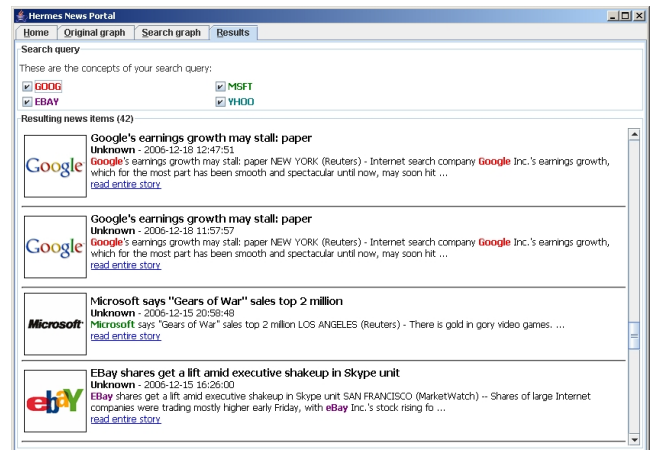 Hermes News Portal
Home Original graph Search graph Results
Search query
These are the concepts of your search query:
GOOG MSFT
EBAY YHOO
Resulting news items (42)
Google's earnings growth may stall: paper
Unknown - 2006-12-18 12:47:51
Google
Google's earnings growth may stall: paper NEW YORK (Reuters) - Internet search company Google Inc.'s earnings growth,
which for the most part has been smooth and spectacular until now, may soon hit ...
read entire story
Google's earnings growth may stall: paper
Unknown - 2006-12-18 11:57:57
Google
Google's earnings growth may stall: paper NEW YORK (Reuters) - Internet search company Google Inc.'s earnings growth,
which for the most part has been smooth and spectacular until now, may soon hit ...
read entire story
Microsoft says "Gears of War" sales top 2 million
Unknown - 2006-12-15 20:58:48
Microsoft
Microsoft says "Gears of War" sales top 2 million LOS ANGELES (Reuters) - There is gold in gory video games. ...
read entire story
EBay shares get a lift amid executive shakeup in Skype unit
Unknown - 2006-12-15 16:26:00
ebaY
EBay shares get a lift amid executive shakeup in Skype unit SAN FRANCISCO (MarketWatch) -- Shares of large Internet
companies were trading mostly higher early Friday, with eBay Inc.'s stock rising fo ...
read entire story